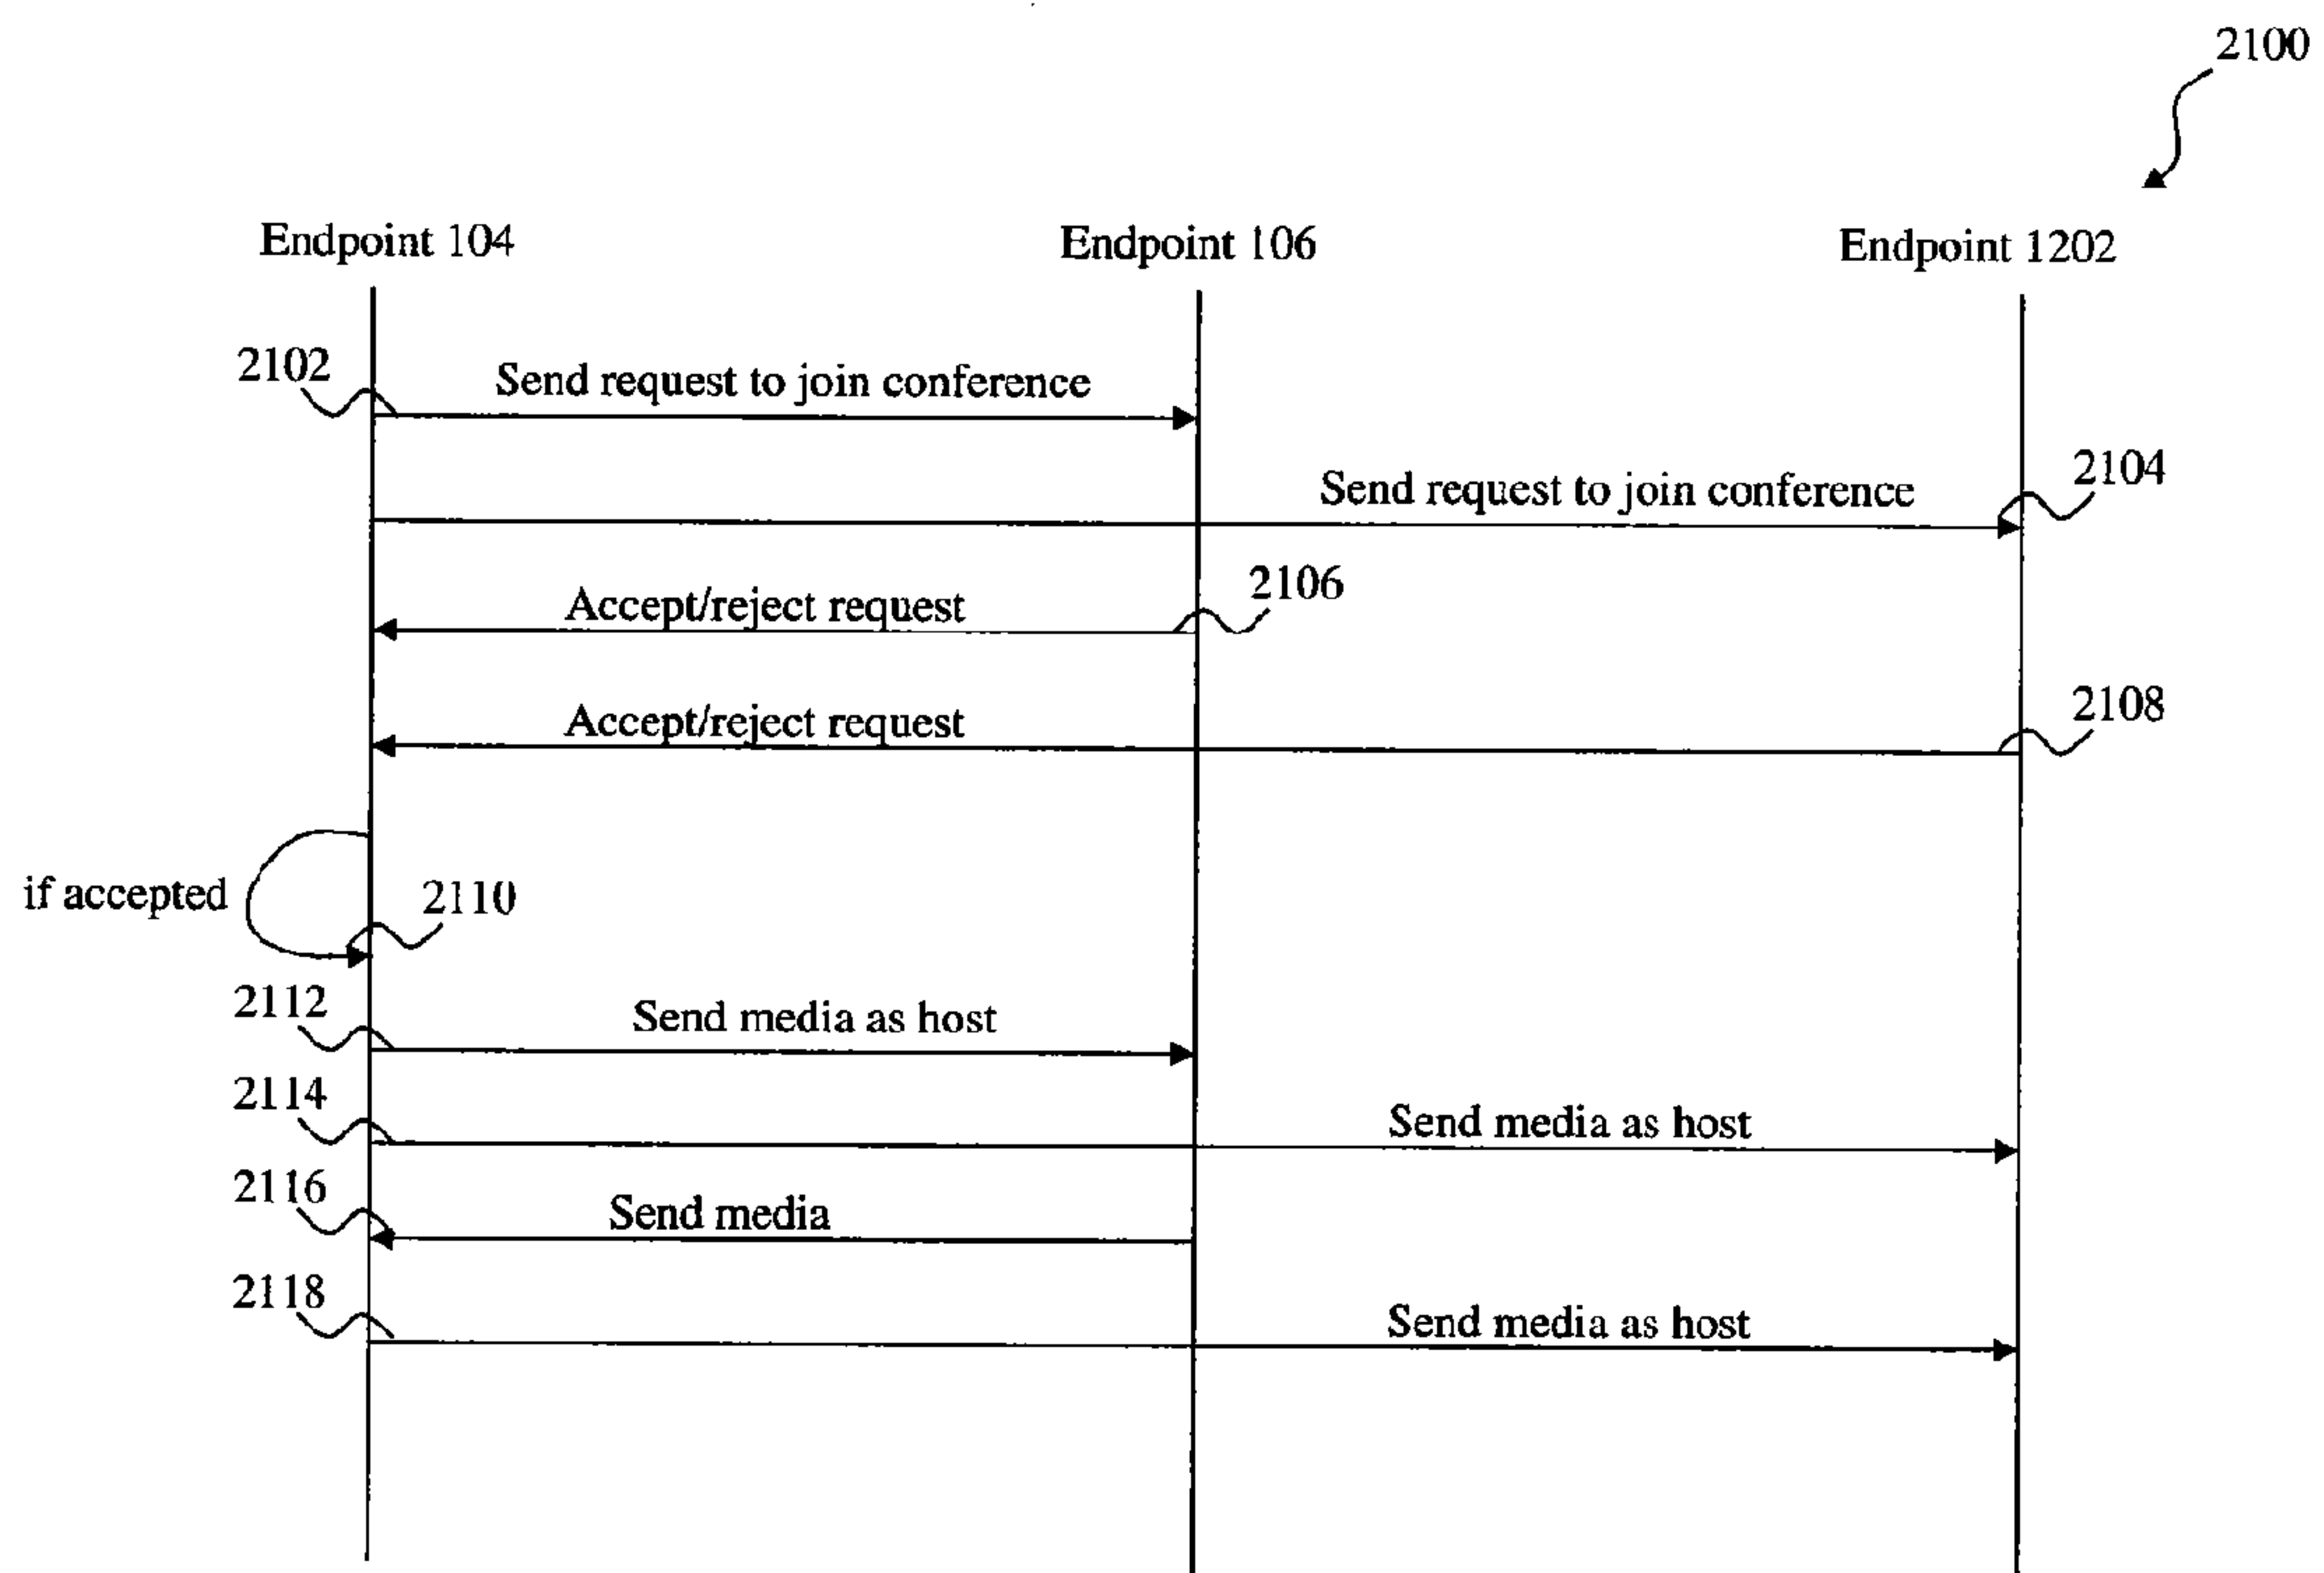 2100
Endpoint 104
Endpoint 106
Endpoint 1202
2102
Send request to join conference
2104
Send request to join conference
2106
Accept/reject request
2108
Accept/reject request
if accepted
2110
2112
Send media as host
2114
Send media as host
2116
Send media
2118
Send media as host